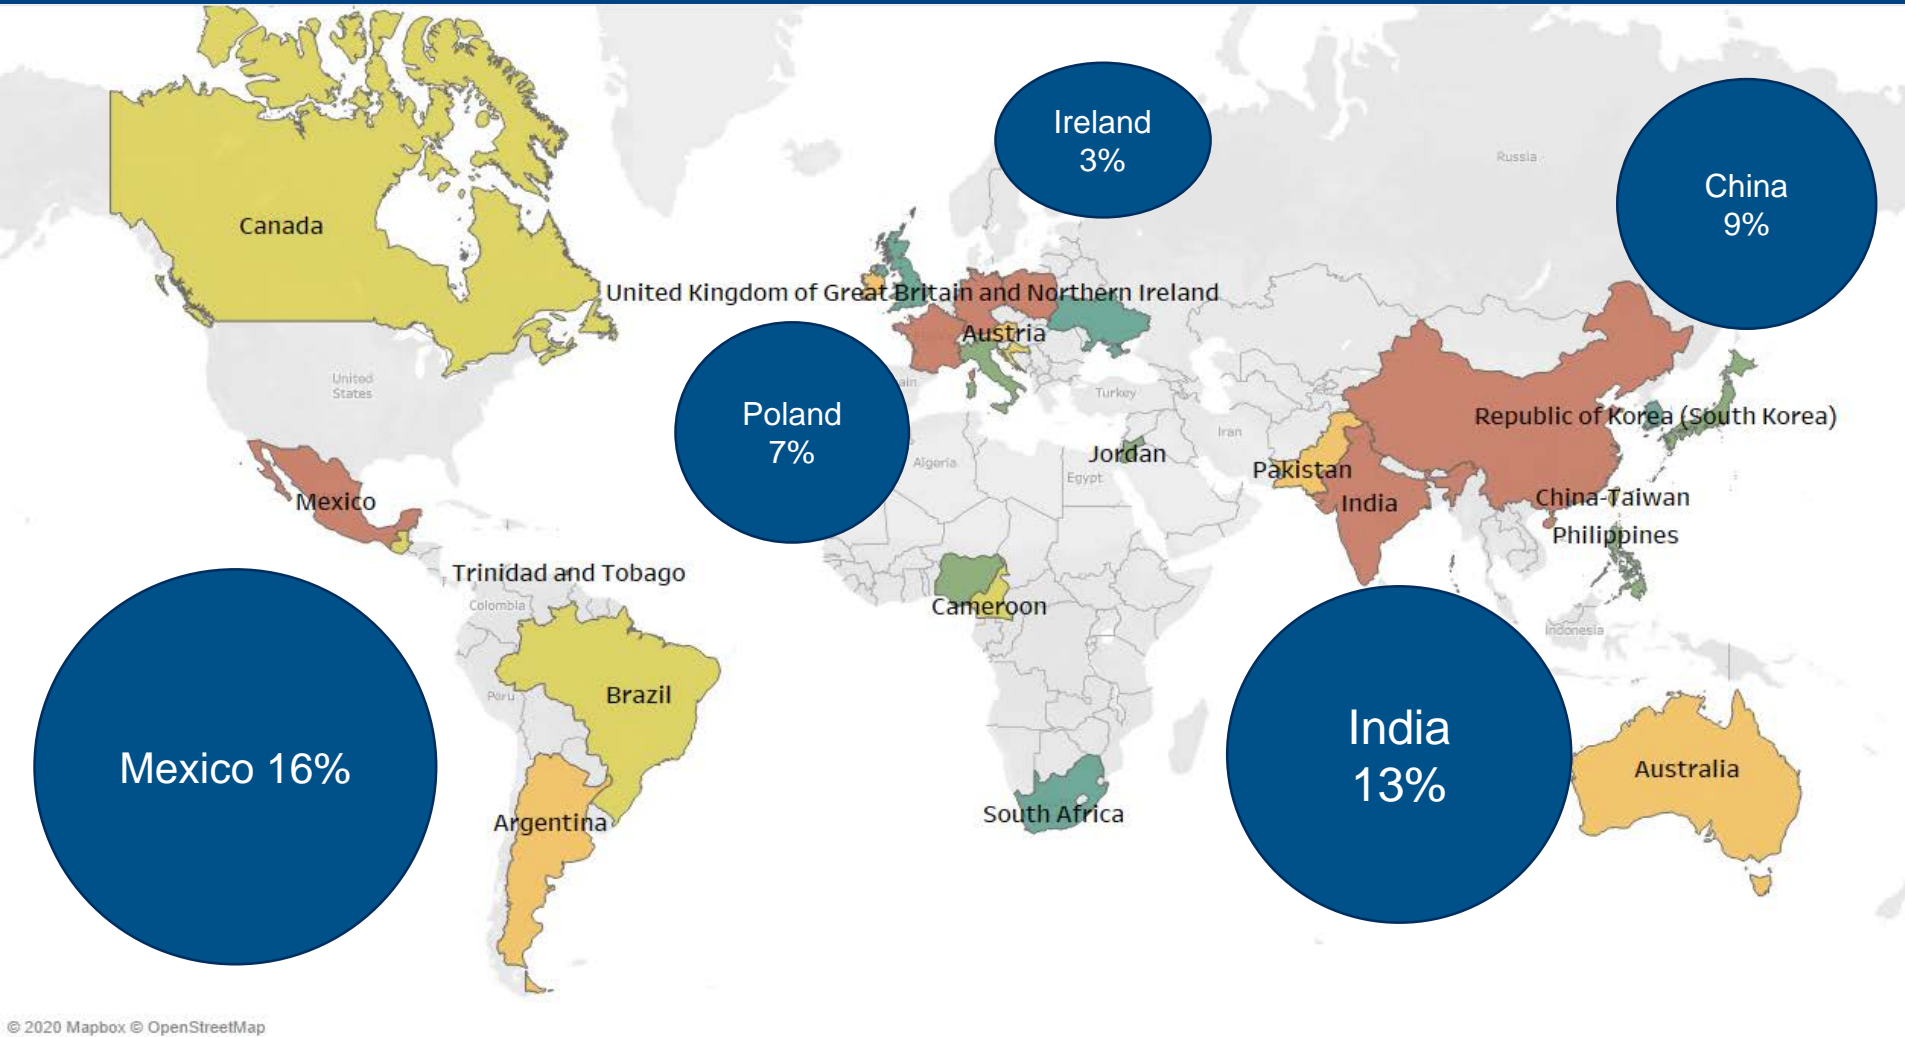 Ireland
3%
China
9%
Russia
Canada
United Kingdom of Great Britain and Northern Ireland
Austria
United
States
Poland
7%
ain
Turkey
Republic of Korea (South Korea)
Iran
Jordan
Algeria
Egypt
Pakistan
Mexico
India
China-Taiwan
Philippines
Trinidad and Tobago
Colombia
Cameroon
Indonesia
Peru
Brazil
Mexico 16%
India
13%
Australia
Argentina
South Africa
© 2020 Mapbox © OpenStreetMap